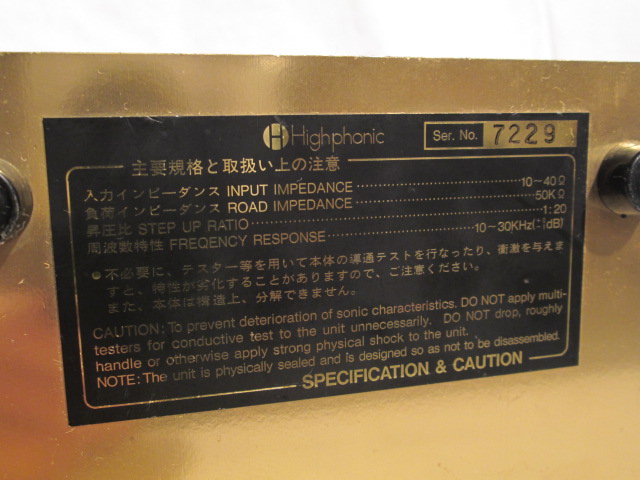 Highphonic Ser. No. 7229
主要規格と取扱い上の注意
入力インピーダンス INPUT IMPEDANCE 10~40Ω
負荷インピーダンス ROAD IMPEDANCE 50KΩ
昇圧比 STEP UP RATIO 1:20
周波数特性 FREQENCY RESPONSE 10~30KHz( dB)
●不必要に、テスター等を用いて本体の導通テストを行なったり、衝激を与えま
すと、特性が劣化することがありますので、ご注意ください。
また、本体は構造上、分解できません。
CAUTION: To prevent deterioration of sonic characteristics. DO NOT apply multi-
testers for conductive test to the unit unnecessarily. DO NOT drop, roughly
handle or otherwise apply strong physical shock to the unit.
NOTE: The unit is physically sealed and is designed so as not to be disassembled.
SPECIFICATION & CAUTION